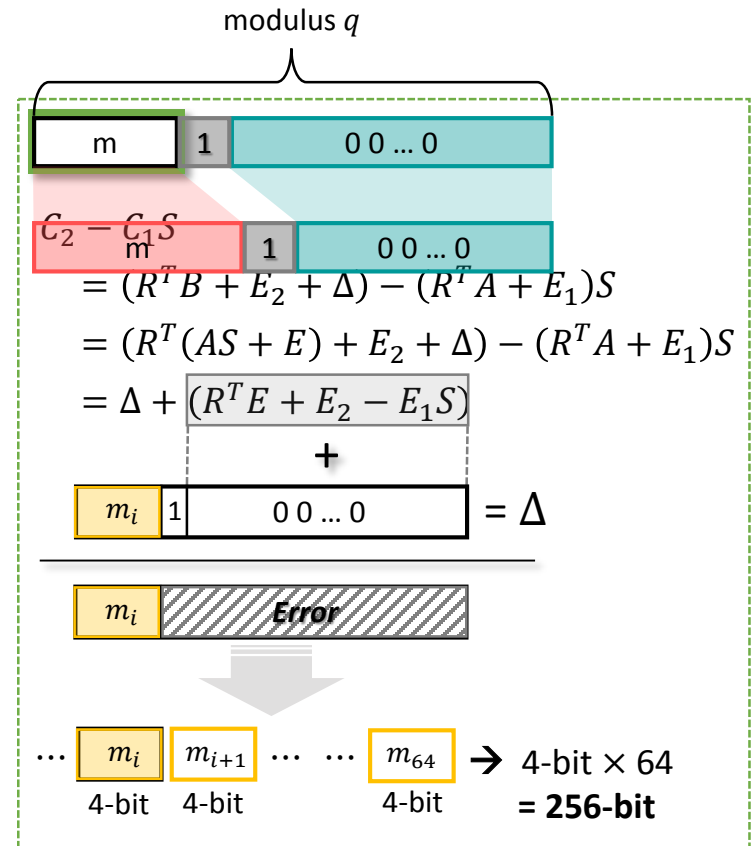 modulus q
m 1 0 0 ... 0
C₂ − C₁S
m 1 0 0 ... 0
= (RᵀB + E₂ + Δ) − (RᵀA + E₁)S
= (Rᵀ(AS + E) + E₂ + Δ) − (RᵀA + E₁)S
= Δ + (RᵀE + E₂ − E₁S)
+
mᵢ 1 0 0 ... 0 = Δ
mᵢ Error
... mᵢ mᵢ₊₁ ... ... m₆₄ → 4-bit × 64
4-bit 4-bit 4-bit = 256-bit